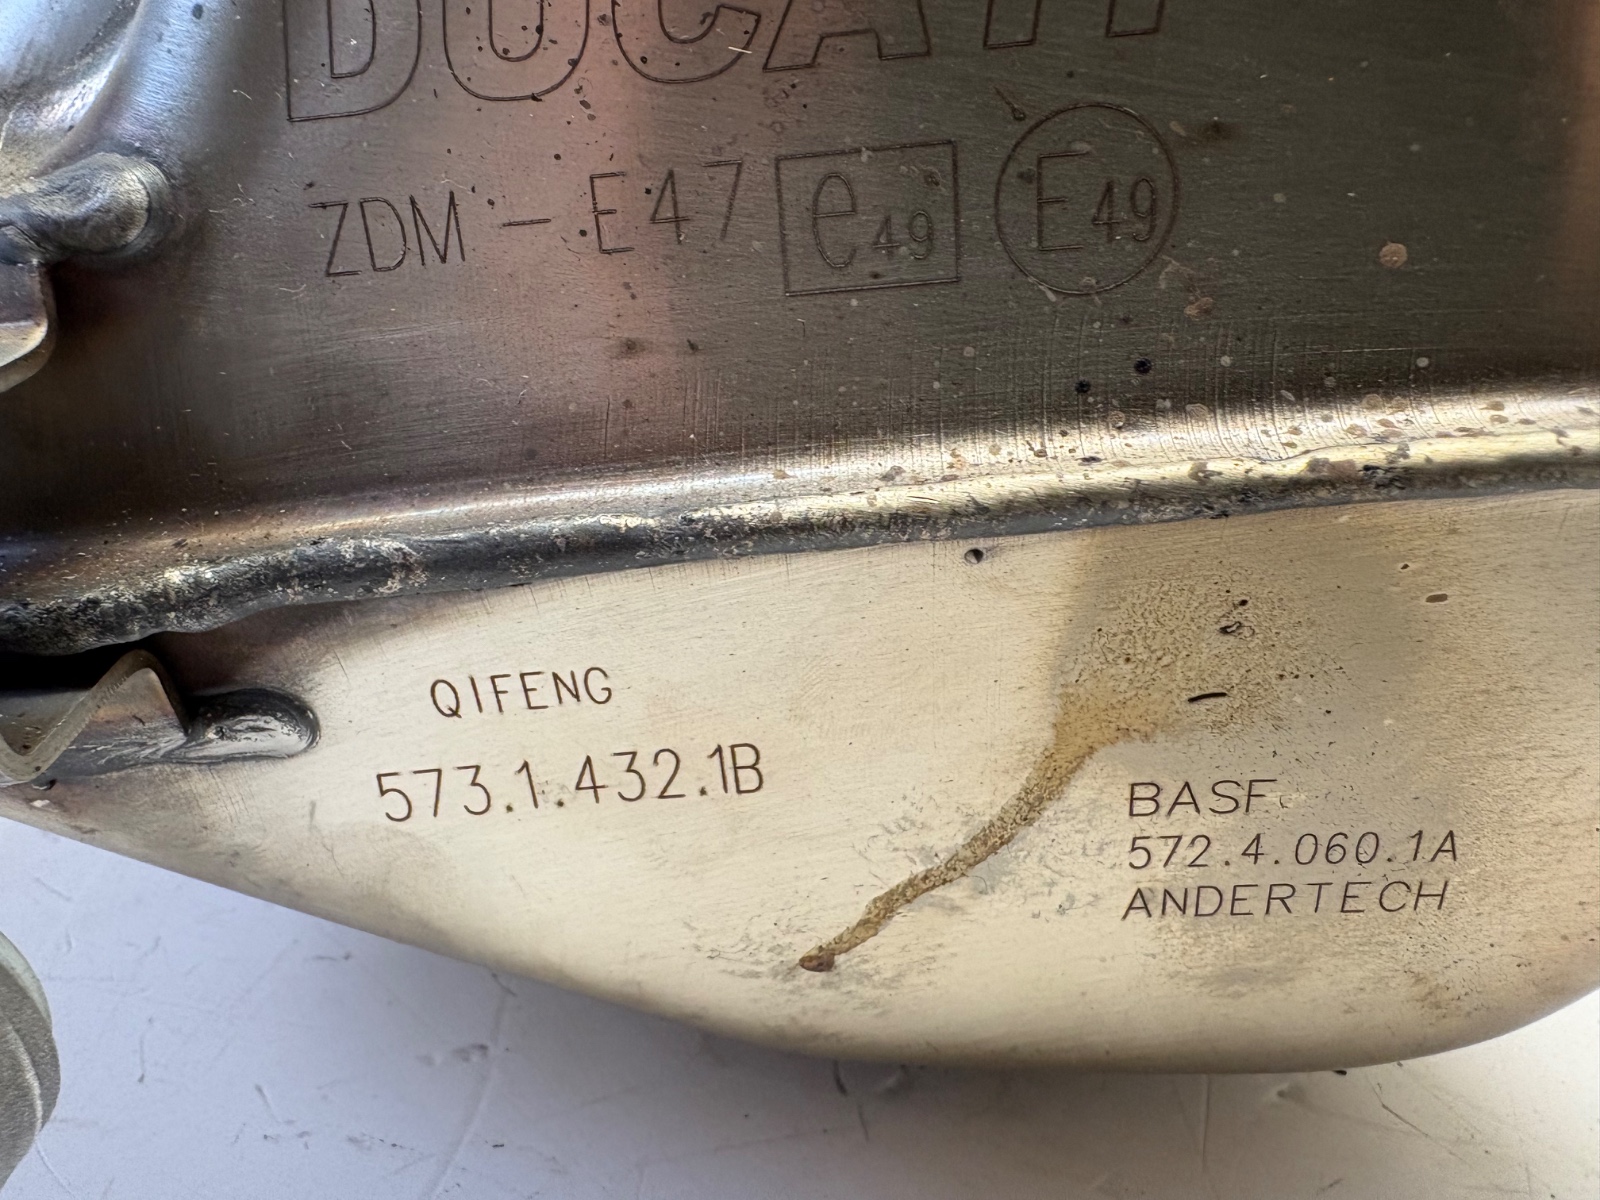 DUCATI
ZDM - E47 e49 E49
QIFENG
573.1.432.1B
BASF
572.4.060.1A
ANDERTECH